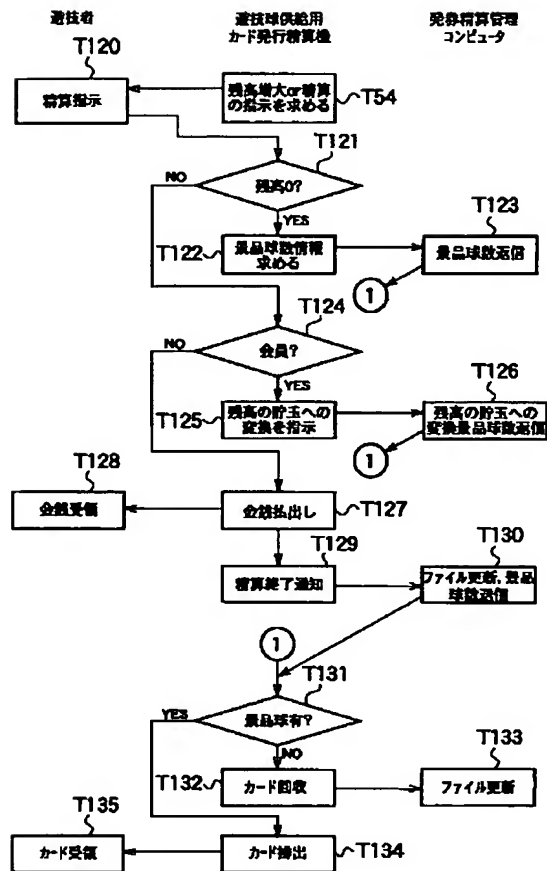 遊技者
遊技球供給用
カード発行精算機
発券精算管理
コンピュータ
T120
精算指示
残高増大or精算
の指示を求める
T54
T121
残高0?
NO
YES
T122
景品球数情報
求める
T123
景品球数返信
1
T124
会員?
NO
YES
T125
残高の貯玉への
変換を指示
T126
残高の貯玉への
変換景品球数返信
1
T128
金銭受領
金銭払出し
T127
T129
精算終了通知
T130
ファイル更新,景品
球数返信
1
T131
景品球有?
YES
NO
T132
カード回収
T133
ファイル更新
T135
カード受領
カード排出
T134